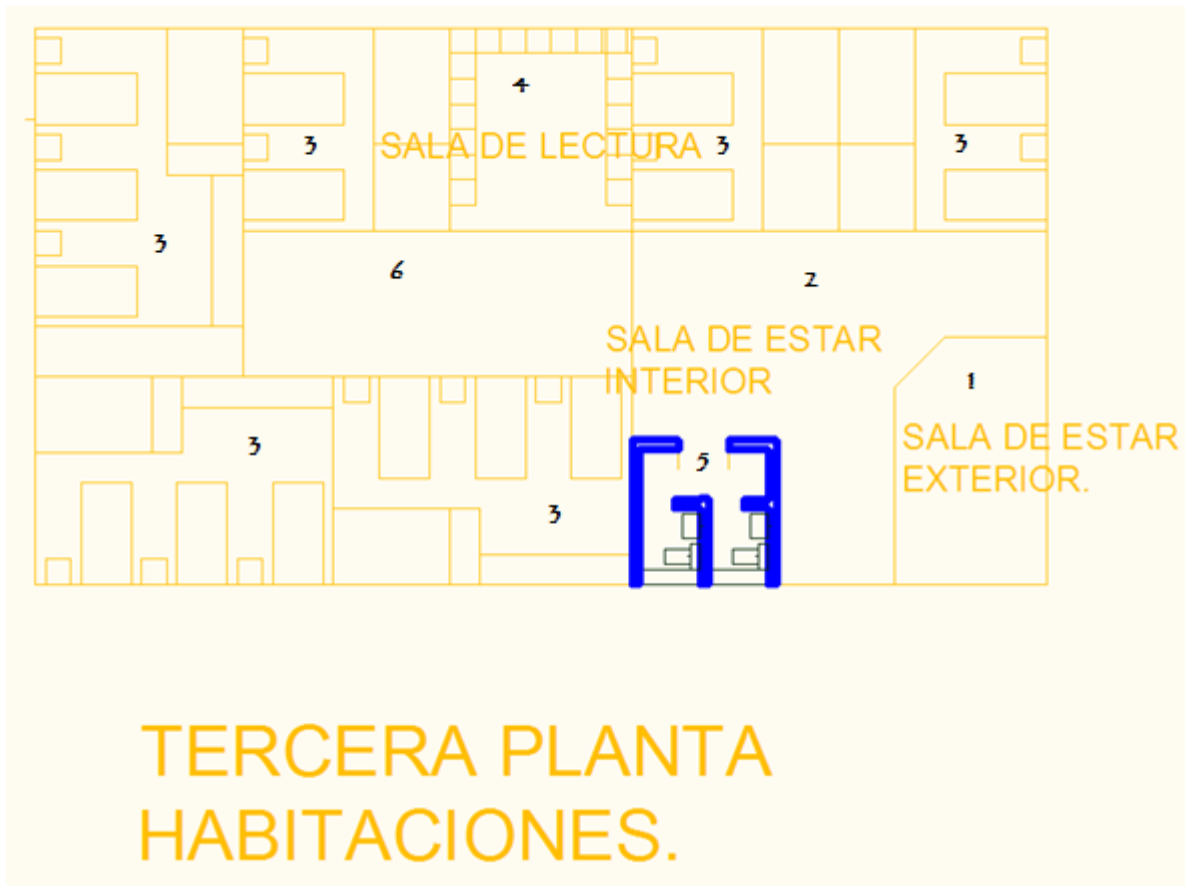 4
3
SALA DE LECTURA
3
3
3
6
2
SALA DE ESTAR
INTERIOR
1
SALA DE ESTAR
EXTERIOR.
3
5
3
TERCERA PLANTA
HABITACIONES.